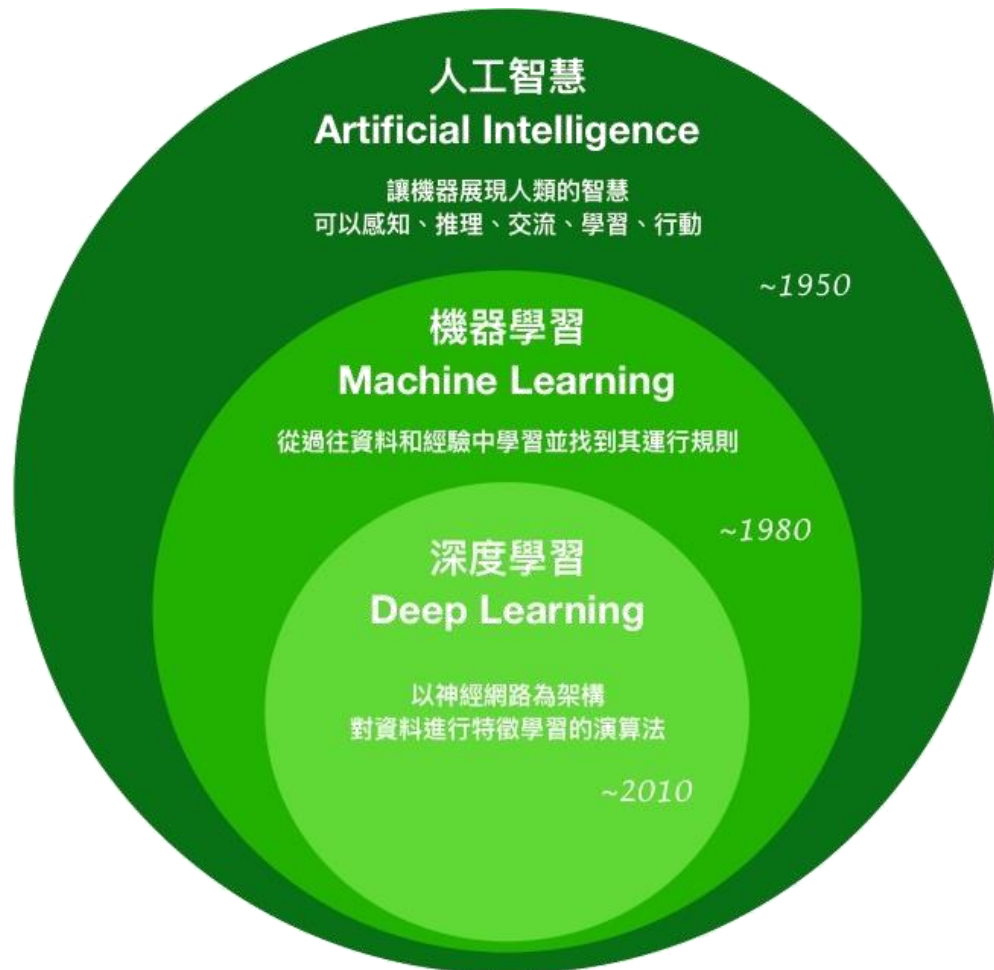 人工智慧
Artificial Intelligence
讓機器展現人類的智慧
可以感知、推理、交流、學習、行動
~1950
機器學習
Machine Learning
從過往資料和經驗中學習並找到其運行規則
~1980
深度學習
Deep Learning
以神經網路為架構
對資料進行特徵學習的演算法
~2010